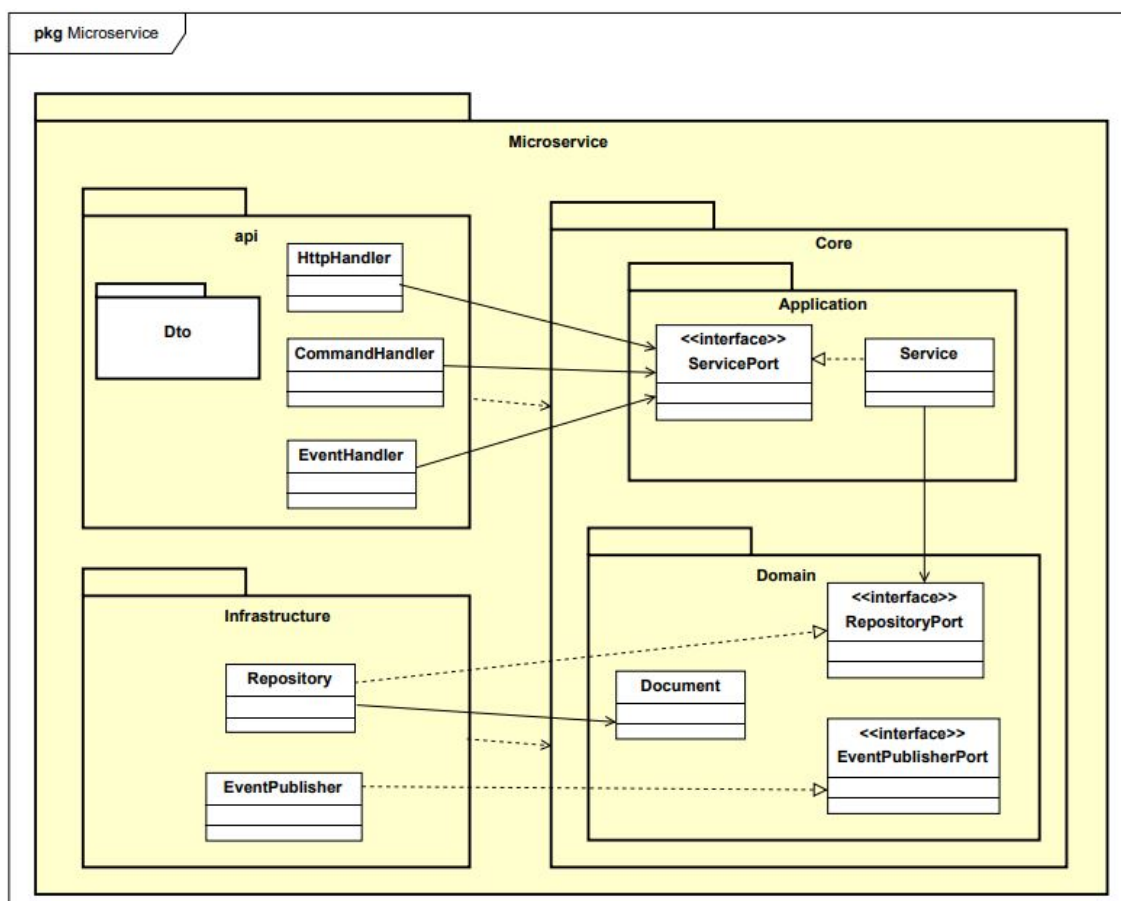 pkg Microservice
Microservice
api
HttpHandler
Dto
CommandHandler
EventHandler
Core
Application
<<interface>>
ServicePort
Service
Infrastructure
Repository
EventPublisher
Domain
<<interface>>
RepositoryPort
Document
<<interface>>
EventPublisherPort